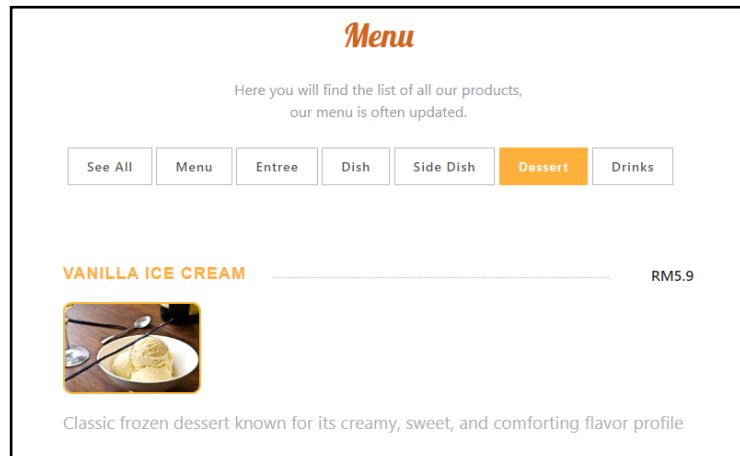 Menu
Here you will find the list of all our products,
our menu is often updated.
See All Menu Entree Dish Side Dish Dessert Drinks
VANILLA ICE CREAM RM5.9
Classic frozen dessert known for its creamy, sweet, and comforting flavor profile